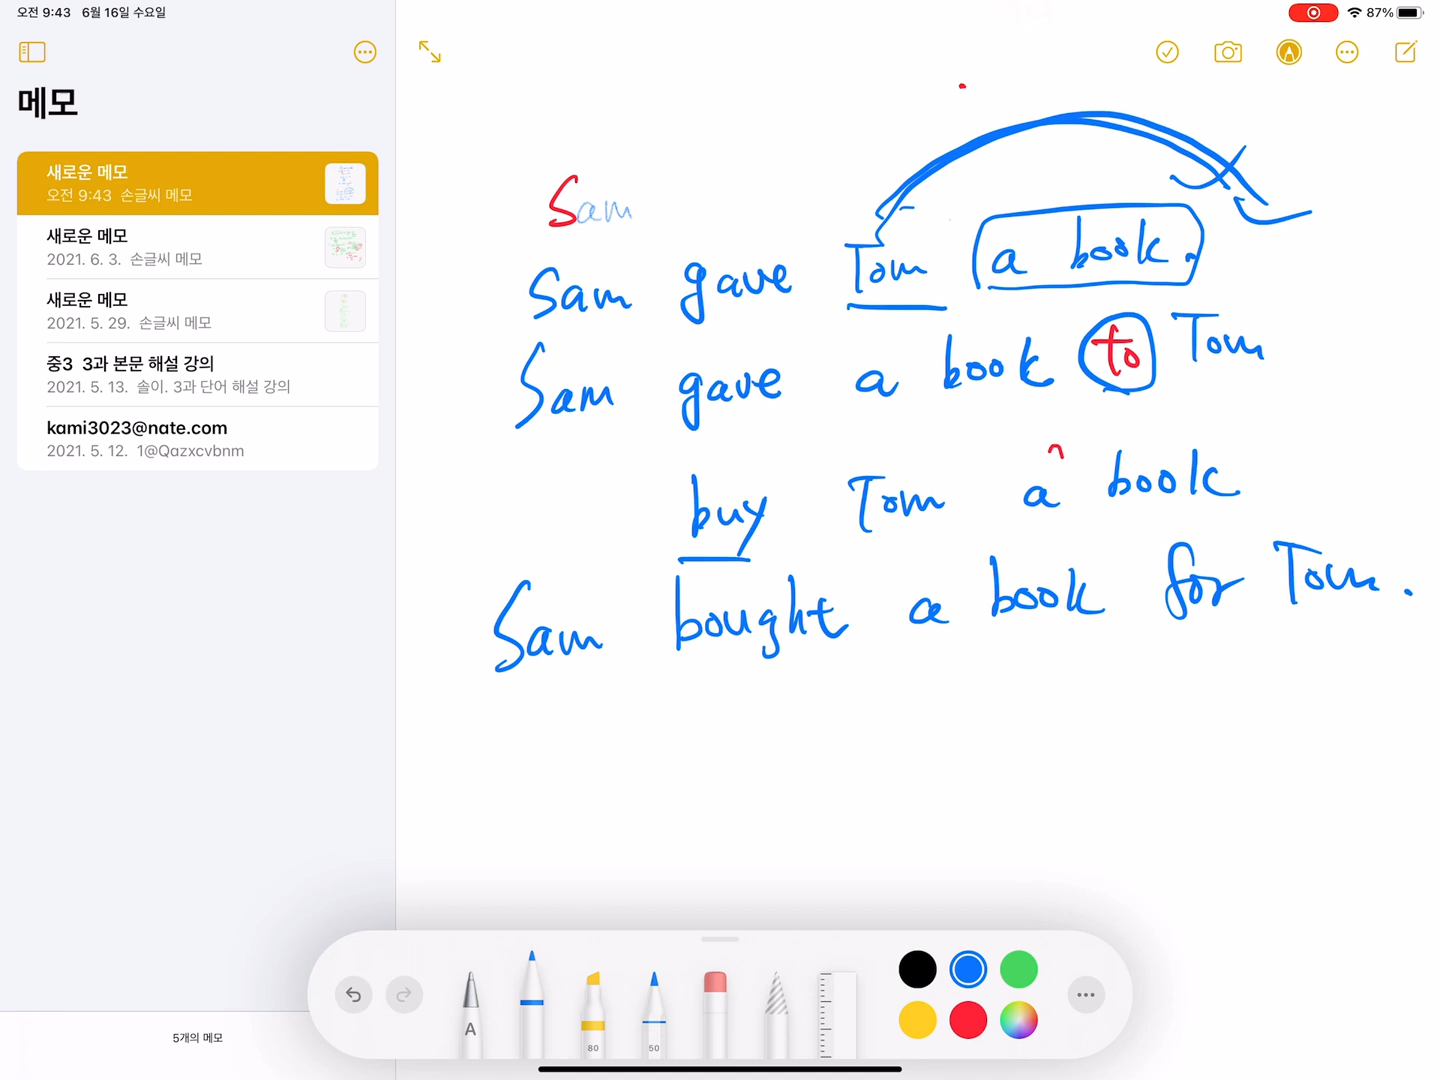 오전 9:43 6월 16일 수요일
87%
메모
새로운 메모
오전 9:43 손글씨 메모
새로운 메모
2021. 6. 3. 손글씨 메모
새로운 메모
2021. 5. 29. 손글씨 메모
중3 3과 본문 해설 강의
2021. 5. 13. 솔이. 3과 단어 해설 강의
kami3023@nate.com
2021. 5. 12. 1@Qazxcvbnm
5개의 메모
Sam
Sam gave Tom a book.
Sam gave a book to Tom
buy Tom a book
Sam bought a book for Tom.
A
80
50